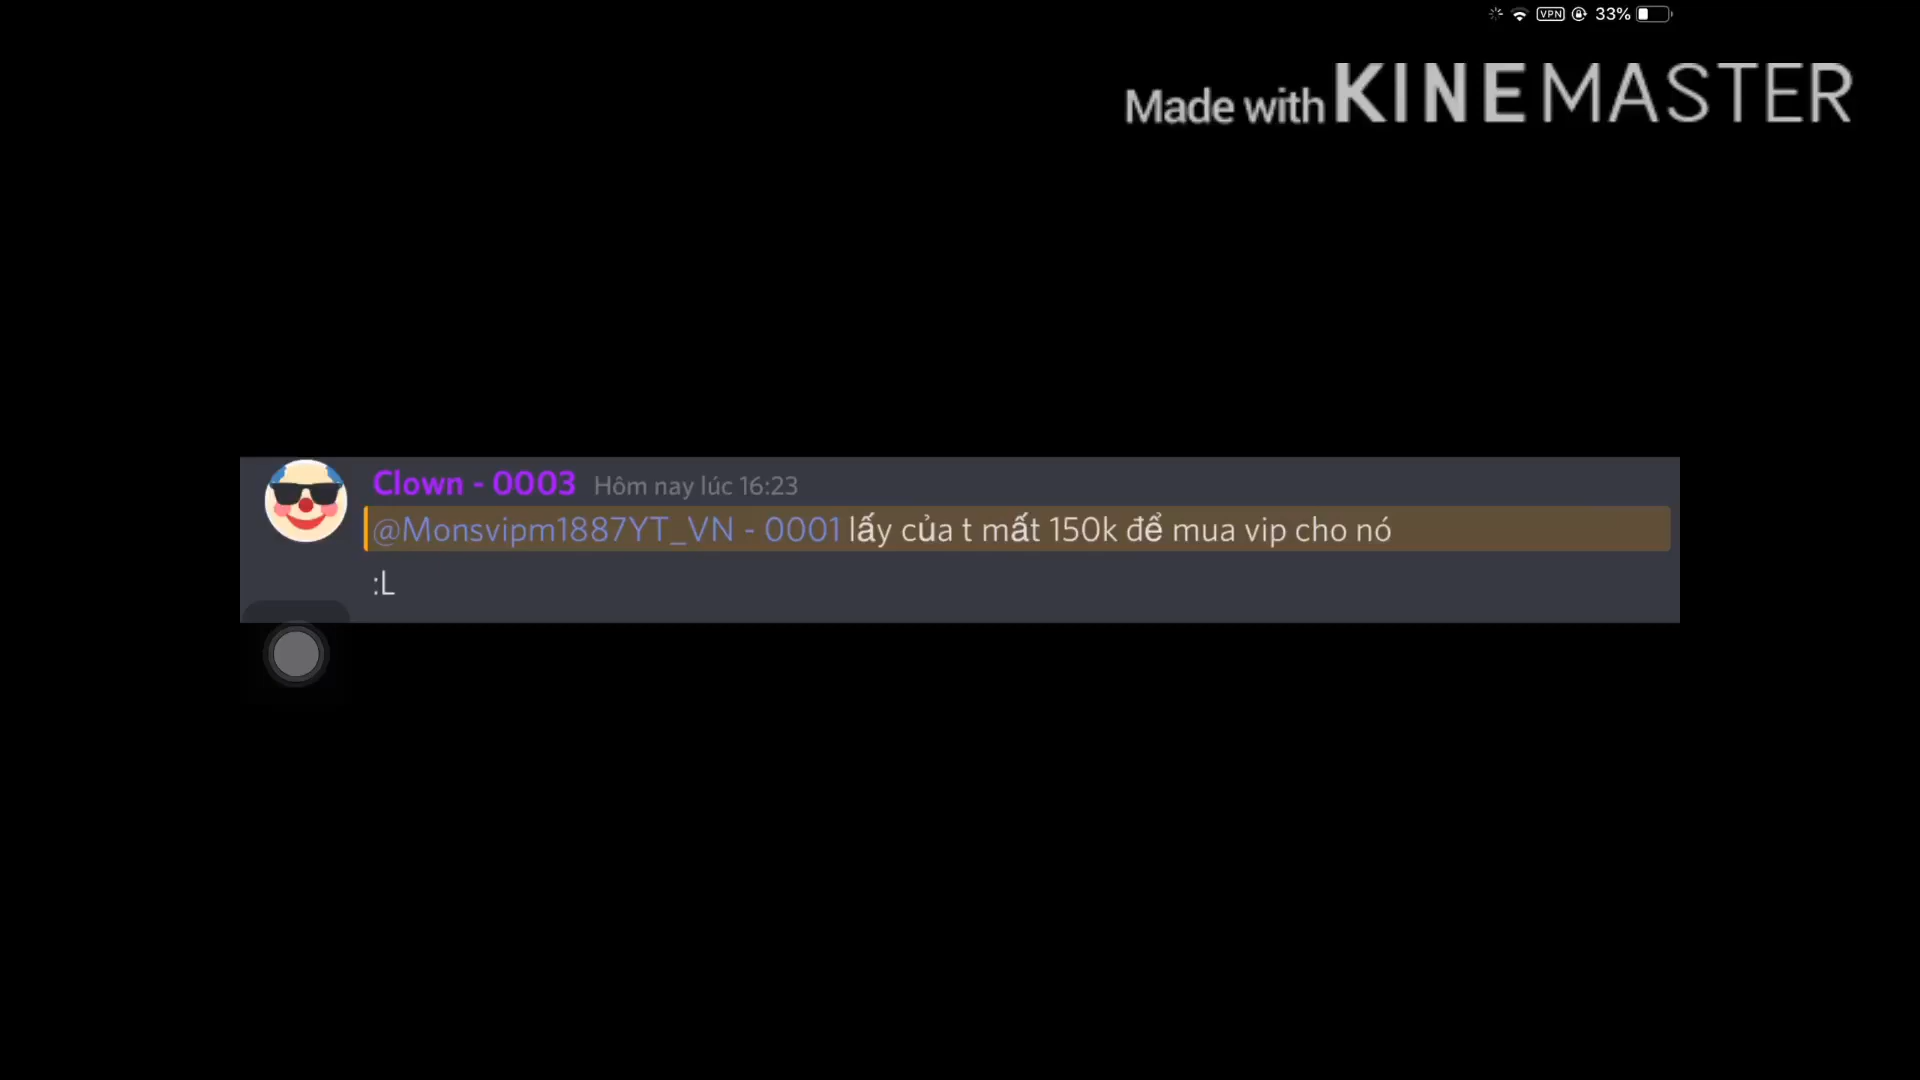 VPN 33%
Made with KINEMASTER
Clown - 0003 Hôm nay lúc 16:23
@Monsvipm1887YT_VN - 0001 lấy của t mất 150k để mua vip cho nó
:L